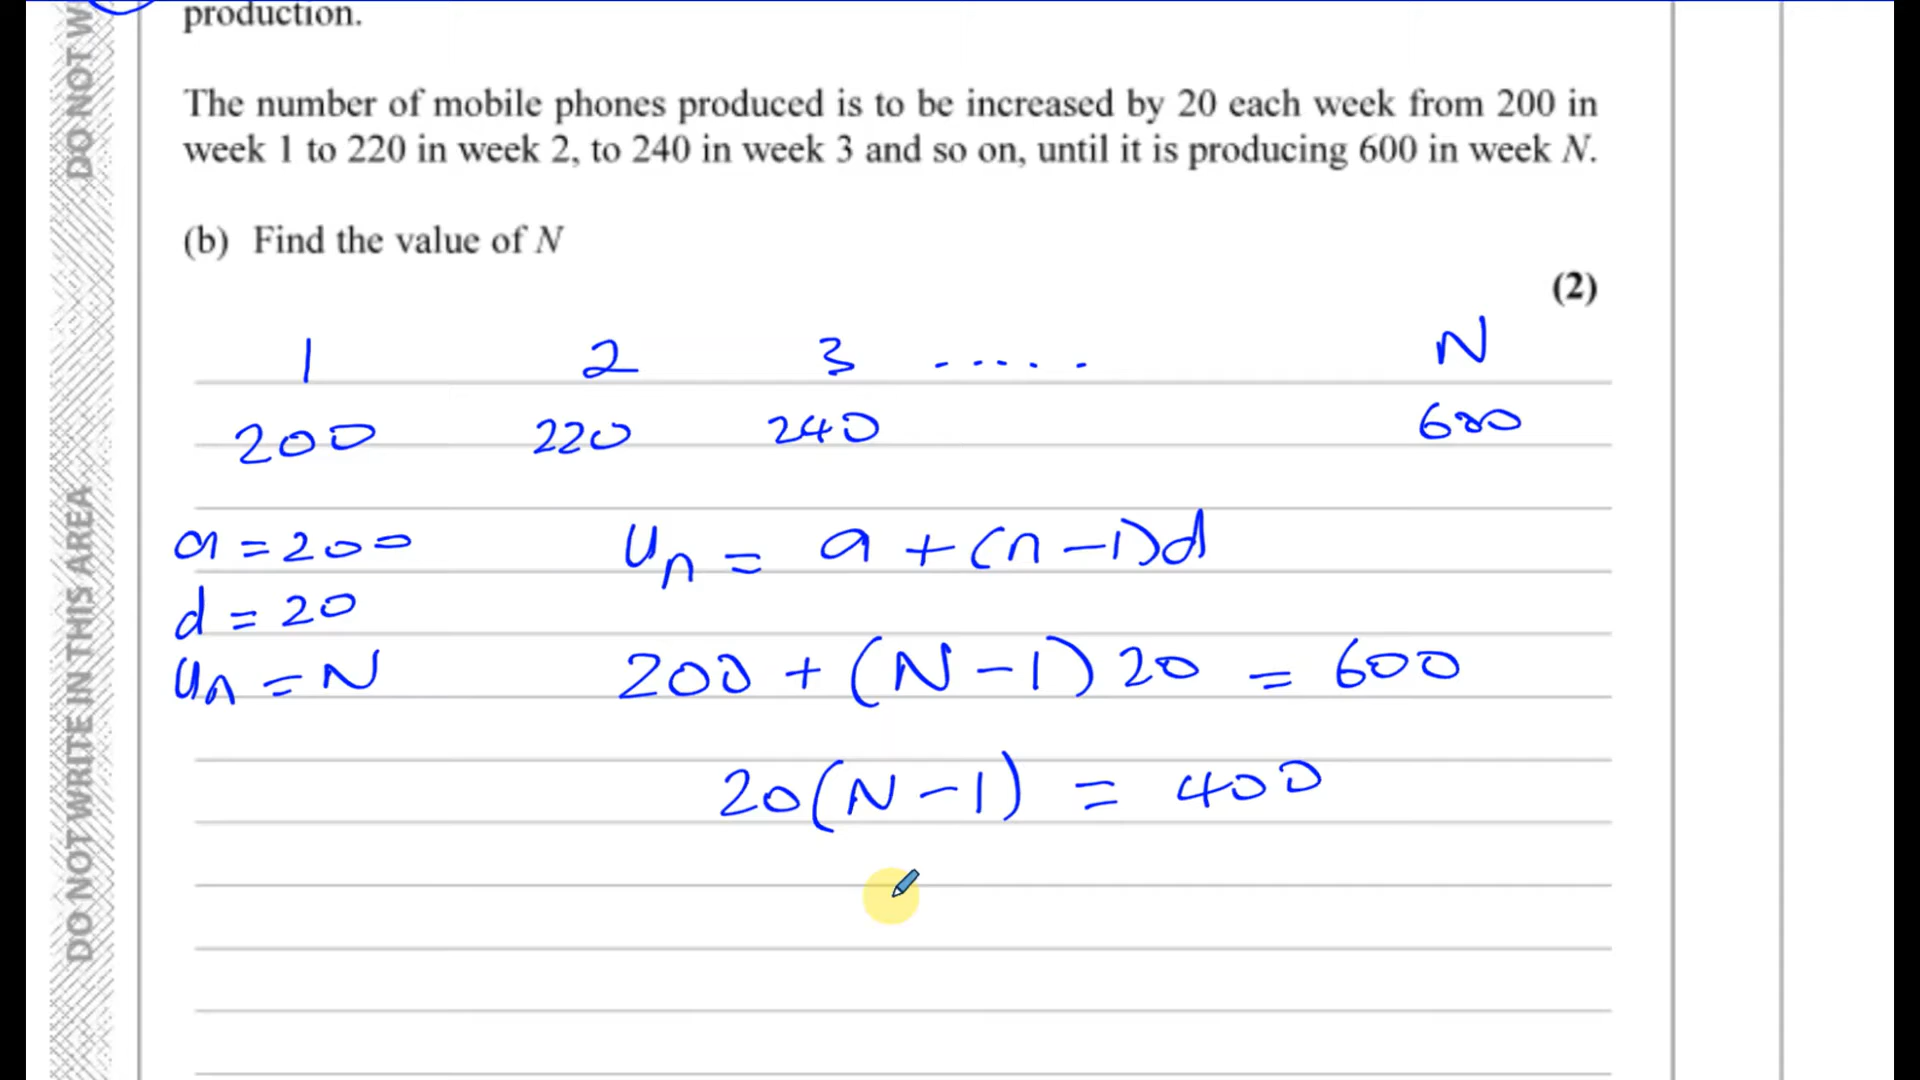 production.
The number of mobile phones produced is to be increased by 20 each week from 200 in
week 1 to 220 in week 2, to 240 in week 3 and so on, until it is producing 600 in week N.
(b) Find the value of N
(2)
1 2 3 ..... N
200 220 240 600
a = 200
d = 20
Un = N
Un = a + (n - 1)d
200 + (N - 1) 20 = 600
20(N - 1) = 400
DO NOT W
DO NOT WRITE IN THIS AREA